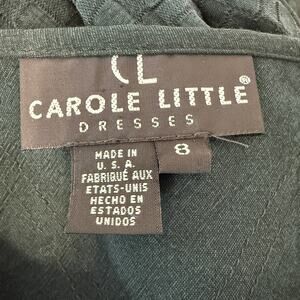 CL
CAROLE LITTLE®
DRESSES
8
MADE IN
U. S. A.
FABRIQUÉ AUX
ETATS-UNIS
HECHO EN
ESTADOS
UNIDOS